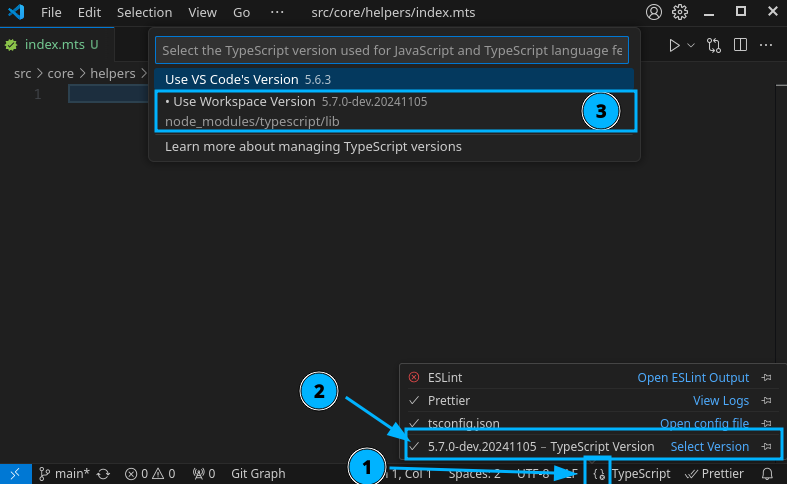 File Edit Selection View Go ··· src/core/helpers/index.mts
index.mts U
src > core > helpers >
Select the TypeScript version used for JavaScript and TypeScript language fe
Use VS Code's Version 5.6.3
• Use Workspace Version 5.7.0-dev.20241105
node_modules/typescript/lib
3
Learn more about managing TypeScript versions
1
ESLint Open ESLint Output
Prettier View Logs
tsconfig.json Open config file
2
5.7.0-dev.20241105 – TypeScript Version Select Version
1
main* 0 0 0 Git Graph 1, Col 1 Spaces: 2 UTF-8 LF {} TypeScript Prettier